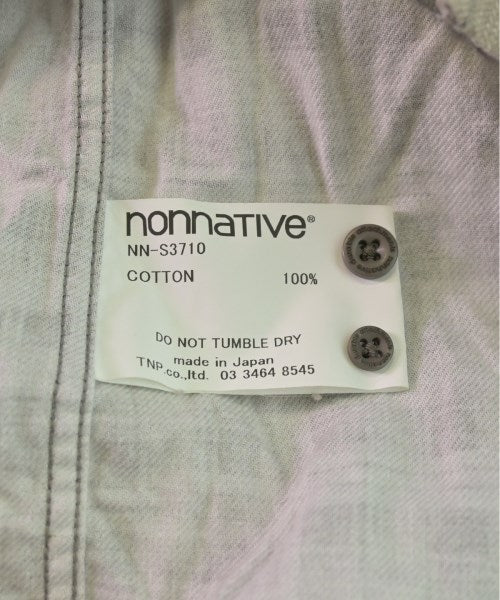 nonnative®
NN-S3710
COTTON 100%
DO NOT TUMBLE DRY
made in Japan
TNP.co.,ltd. 03 3464 8545